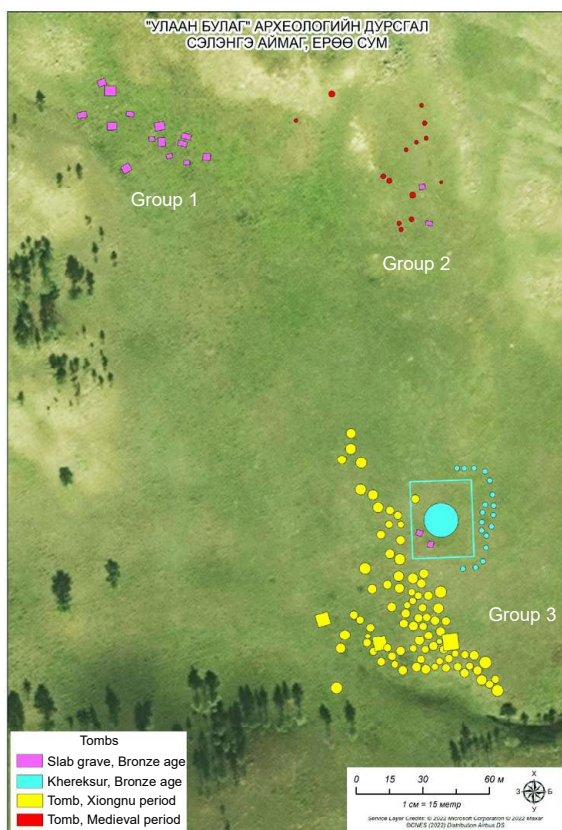 "УЛААН БУЛАГ" АРХЕОЛОГИЙН ДУРСГАЛ
СЭЛЭНГЭ АЙМАГ, ЕРӨӨ СУМ
Group 1
Group 2
Group 3
Tombs
Slab grave, Bronze age
Khereksur, Bronze age
Tomb, Xiongnu period
Tomb, Medieval period
0 15 30 60 M
1 см = 15 метр
Х
З Э
У
Service Layer Credits: © 2022 Microsoft Corporation © 2022 Maxar
©CNES (2022) Distribution Airbus DS.